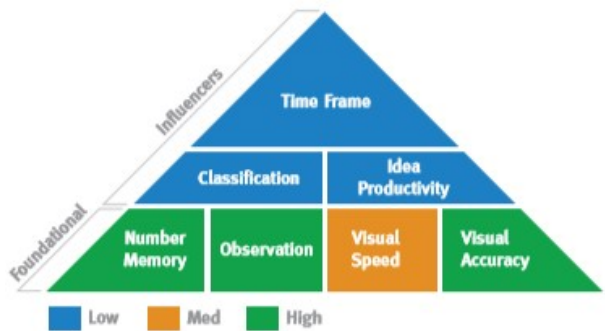 Influencers
Time Frame
Classification
Idea
Productivity
Foundational
Number
Memory
Observation
Visual
Speed
Visual
Accuracy
Low
Med
High